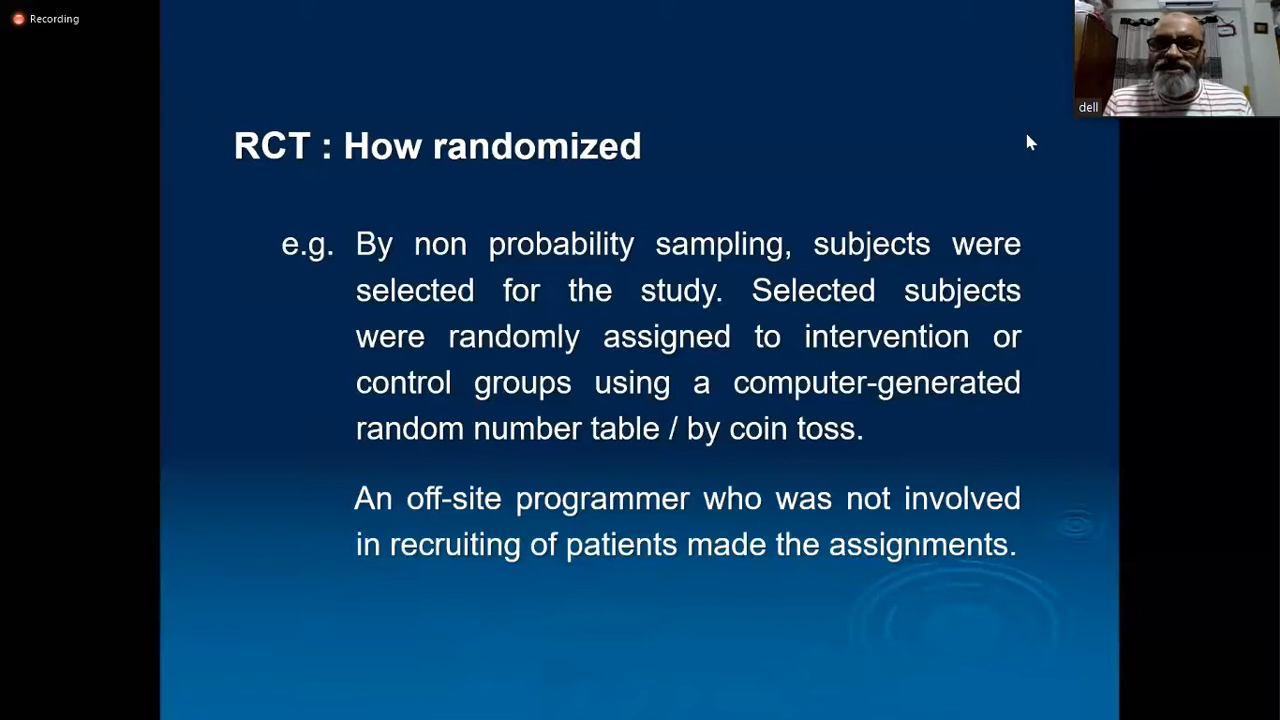 Recording
dell
RCT : How randomized
e.g. By non probability sampling, subjects were
selected for the study. Selected subjects
were randomly assigned to intervention or
control groups using a computer-generated
random number table / by coin toss.
An off-site programmer who was not involved
in recruiting of patients made the assignments.